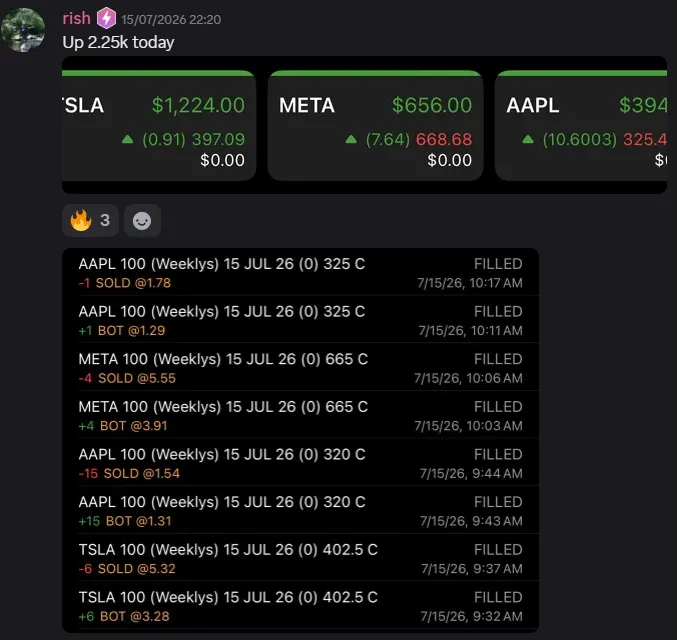 rish 15/07/2026 22:20
Up 2.25k today
TSLA $1,224.00
(0.91) 397.09
$0.00
META $656.00
(7.64) 668.68
$0.00
AAPL $394
(10.6003) 325.4
$0
🔥 3
AAPL 100 (Weeklys) 15 JUL 26 (0) 325 C FILLED
-1 SOLD @1.78 7/15/26, 10:17 AM
AAPL 100 (Weeklys) 15 JUL 26 (0) 325 C FILLED
+1 BOT @1.29 7/15/26, 10:11 AM
META 100 (Weeklys) 15 JUL 26 (0) 665 C FILLED
-4 SOLD @5.55 7/15/26, 10:06 AM
META 100 (Weeklys) 15 JUL 26 (0) 665 C FILLED
+4 BOT @3.91 7/15/26, 10:03 AM
AAPL 100 (Weeklys) 15 JUL 26 (0) 320 C FILLED
-15 SOLD @1.54 7/15/26, 9:44 AM
AAPL 100 (Weeklys) 15 JUL 26 (0) 320 C FILLED
+15 BOT @1.31 7/15/26, 9:43 AM
TSLA 100 (Weeklys) 15 JUL 26 (0) 402.5 C FILLED
-6 SOLD @5.32 7/15/26, 9:37 AM
TSLA 100 (Weeklys) 15 JUL 26 (0) 402.5 C FILLED
+6 BOT @3.28 7/15/26, 9:32 AM